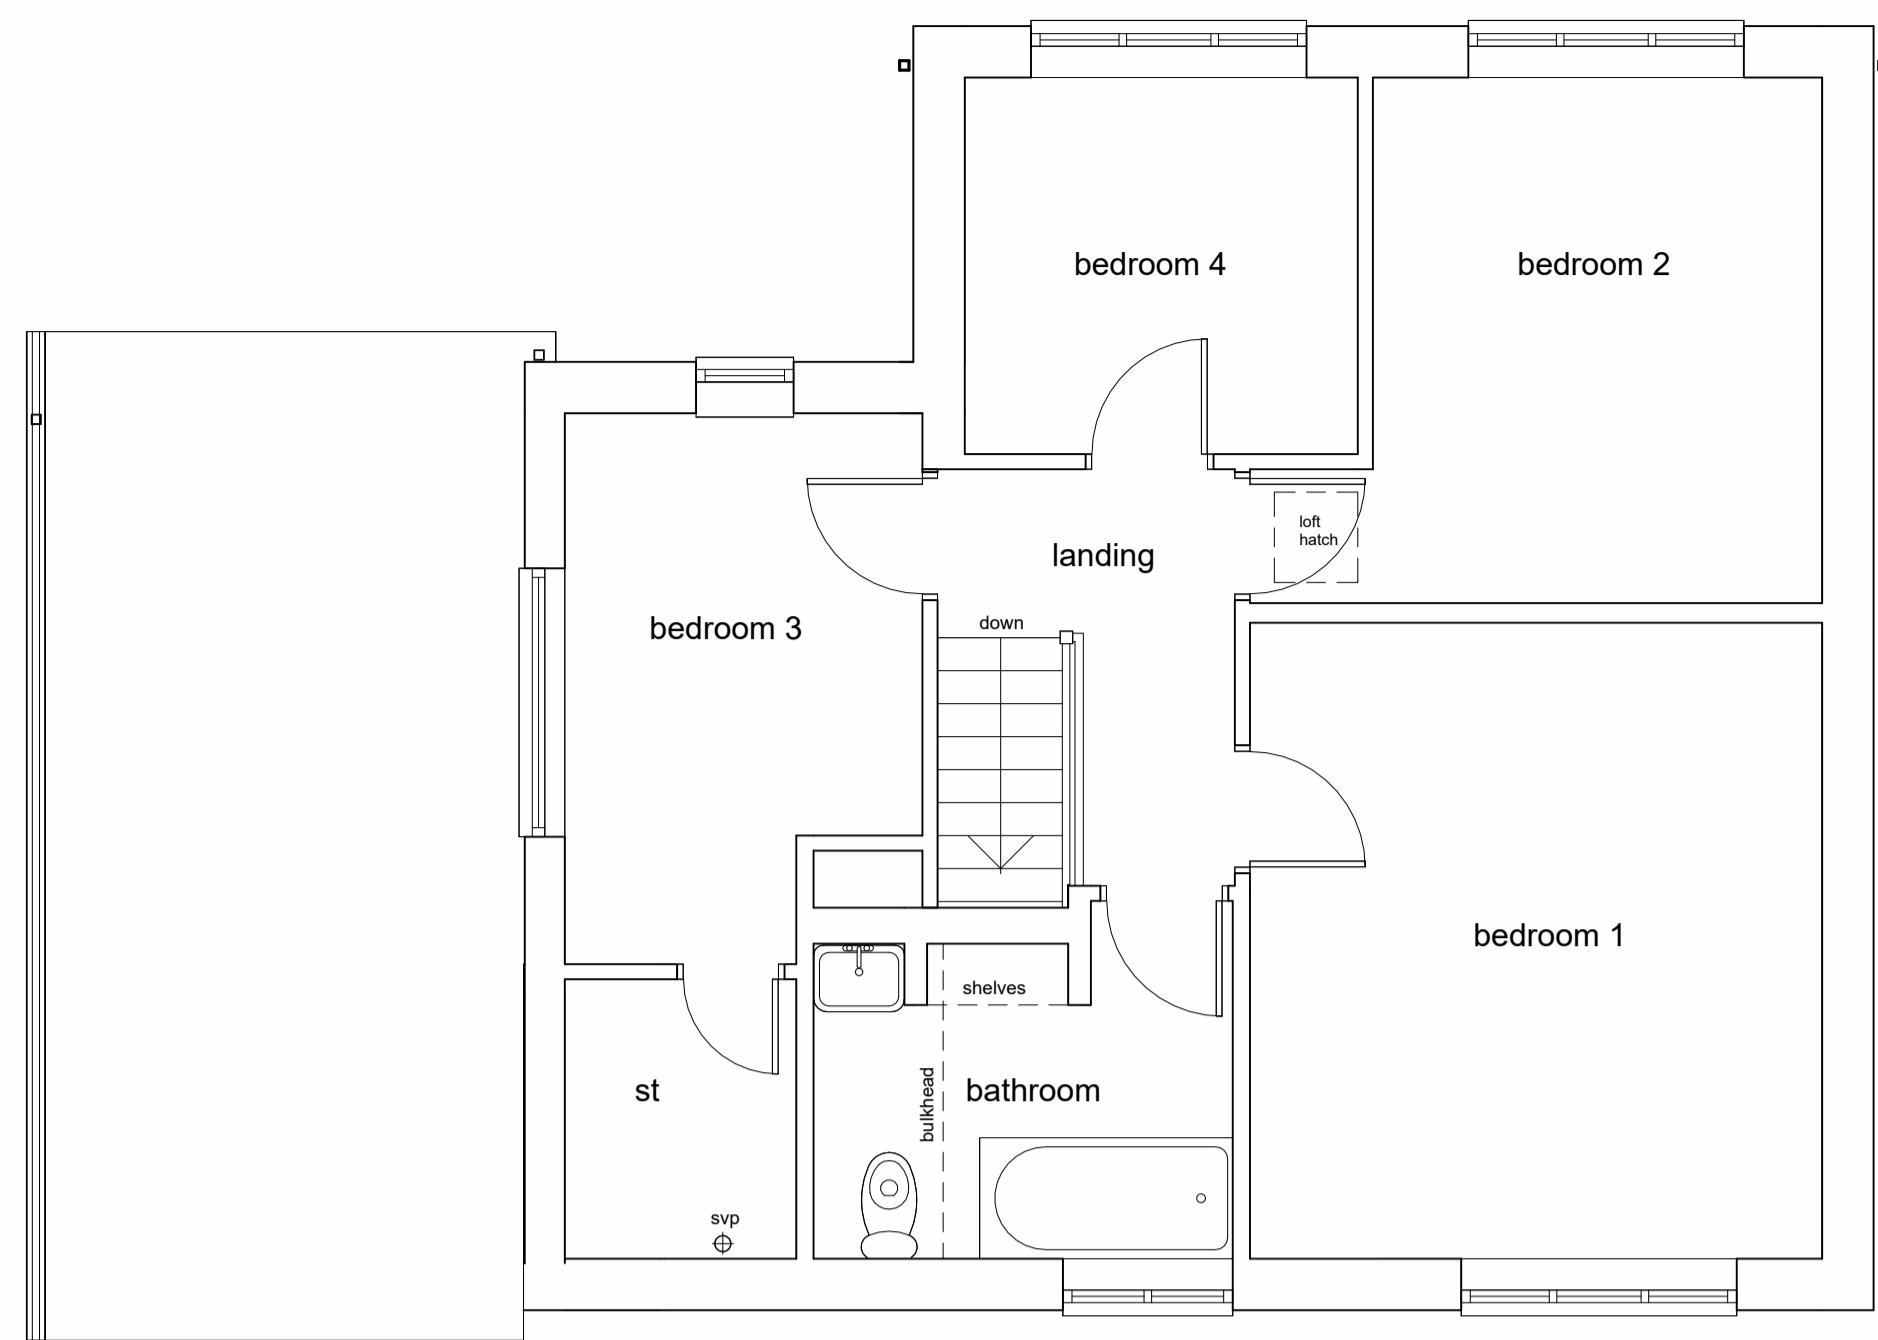 bedroom 4
bedroom 2
loft
hatch
landing
bedroom 3
down
bedroom 1
shelves
st
bulkhead
bathroom
svp